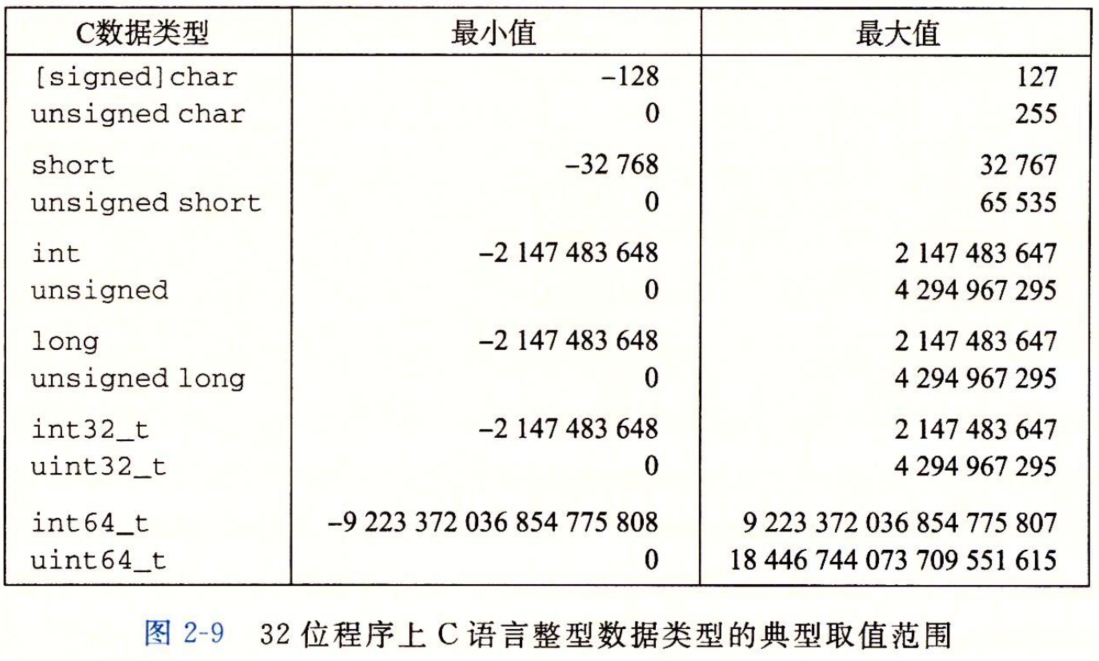 C数据类型 最小值 最大值
[signed]char -128 127
unsigned char 0 255
short -32 768 32 767
unsigned short 0 65 535
int -2 147 483 648 2 147 483 647
unsigned 0 4 294 967 295
long -2 147 483 648 2 147 483 647
unsigned long 0 4 294 967 295
int32_t -2 147 483 648 2 147 483 647
uint32_t 0 4 294 967 295
int64_t -9 223 372 036 854 775 808 9 223 372 036 854 775 807
uint64_t 0 18 446 744 073 709 551 615
图 2-9 32 位程序上 C 语言整型数据类型的典型取值范围